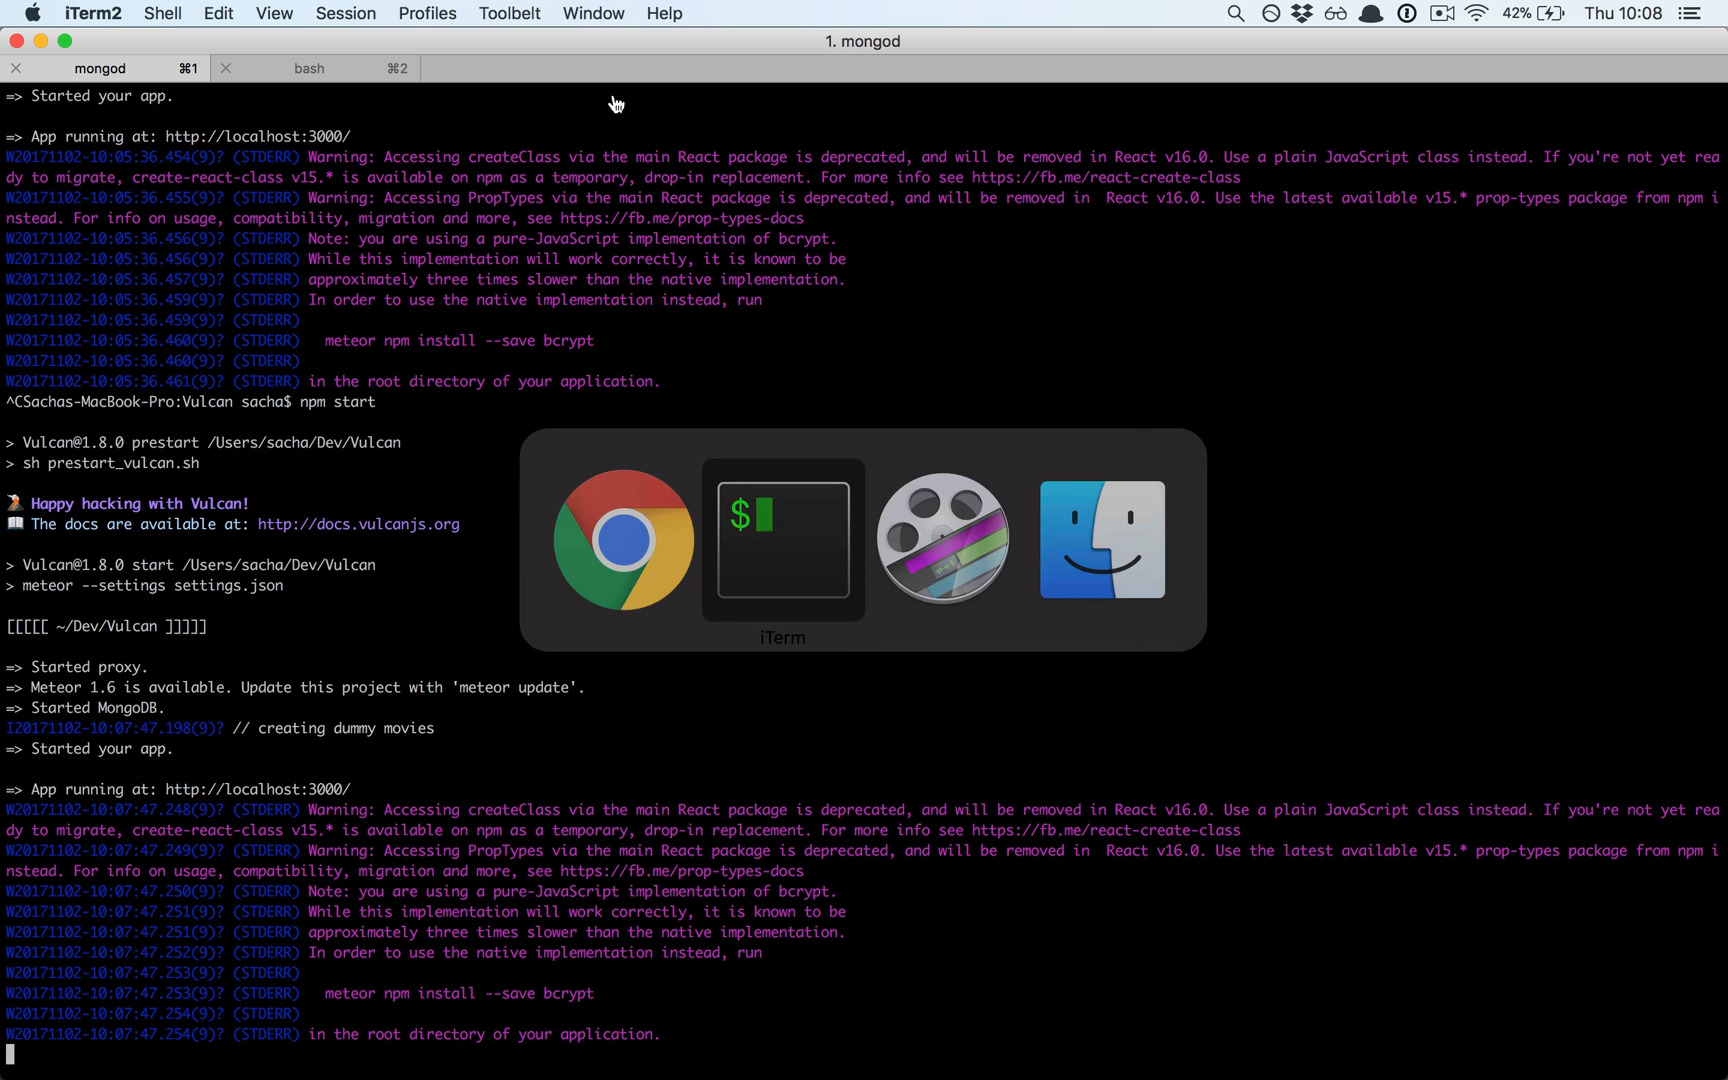 iTerm2 Shell Edit View Session Profiles Toolbelt Window Help 42% Thu 10:08
1. mongod
mongod ⌘1 bash ⌘2
=> Started your app.
=> App running at: http://localhost:3000/
W20171102-10:05:36.454(9)? (STDERR) Warning: Accessing createClass via the main React package is deprecated, and will be removed in React v16.0. Use a plain JavaScript class instead. If you're not yet rea
dy to migrate, create-react-class v15.* is available on npm as a temporary, drop-in replacement. For more info see https://fb.me/react-create-class
W20171102-10:05:36.455(9)? (STDERR) Warning: Accessing PropTypes via the main React package is deprecated, and will be removed in  React v16.0. Use the latest available v15.* prop-types package from npm i
nstead. For info on usage, compatibility, migration and more, see https://fb.me/prop-types-docs
W20171102-10:05:36.456(9)? (STDERR) Note: you are using a pure-JavaScript implementation of bcrypt.
W20171102-10:05:36.456(9)? (STDERR) While this implementation will work correctly, it is known to be
W20171102-10:05:36.457(9)? (STDERR) approximately three times slower than the native implementation.
W20171102-10:05:36.459(9)? (STDERR) In order to use the native implementation instead, run
W20171102-10:05:36.459(9)? (STDERR)
W20171102-10:05:36.460(9)? (STDERR)   meteor npm install --save bcrypt
W20171102-10:05:36.460(9)? (STDERR)
W20171102-10:05:36.461(9)? (STDERR) in the root directory of your application.
^CSachas-MacBook-Pro:Vulcan sacha$ npm start
> Vulcan@1.8.0 prestart /Users/sacha/Dev/Vulcan
> sh prestart_vulcan.sh
Happy hacking with Vulcan!
The docs are available at: http://docs.vulcanjs.org
> Vulcan@1.8.0 start /Users/sacha/Dev/Vulcan
> meteor --settings settings.json
[[[[[ ~/Dev/Vulcan ]]]]]
$
iTerm
=> Started proxy.
=> Meteor 1.6 is available. Update this project with 'meteor update'.
=> Started MongoDB.
I20171102-10:07:47.198(9)? // creating dummy movies
=> Started your app.
=> App running at: http://localhost:3000/
W20171102-10:07:47.248(9)? (STDERR) Warning: Accessing createClass via the main React package is deprecated, and will be removed in React v16.0. Use a plain JavaScript class instead. If you're not yet rea
dy to migrate, create-react-class v15.* is available on npm as a temporary, drop-in replacement. For more info see https://fb.me/react-create-class
W20171102-10:07:47.249(9)? (STDERR) Warning: Accessing PropTypes via the main React package is deprecated, and will be removed in  React v16.0. Use the latest available v15.* prop-types package from npm i
nstead. For info on usage, compatibility, migration and more, see https://fb.me/prop-types-docs
W20171102-10:07:47.250(9)? (STDERR) Note: you are using a pure-JavaScript implementation of bcrypt.
W20171102-10:07:47.251(9)? (STDERR) While this implementation will work correctly, it is known to be
W20171102-10:07:47.251(9)? (STDERR) approximately three times slower than the native implementation.
W20171102-10:07:47.252(9)? (STDERR) In order to use the native implementation instead, run
W20171102-10:07:47.253(9)? (STDERR)
W20171102-10:07:47.253(9)? (STDERR)   meteor npm install --save bcrypt
W20171102-10:07:47.254(9)? (STDERR)
W20171102-10:07:47.254(9)? (STDERR) in the root directory of your application.